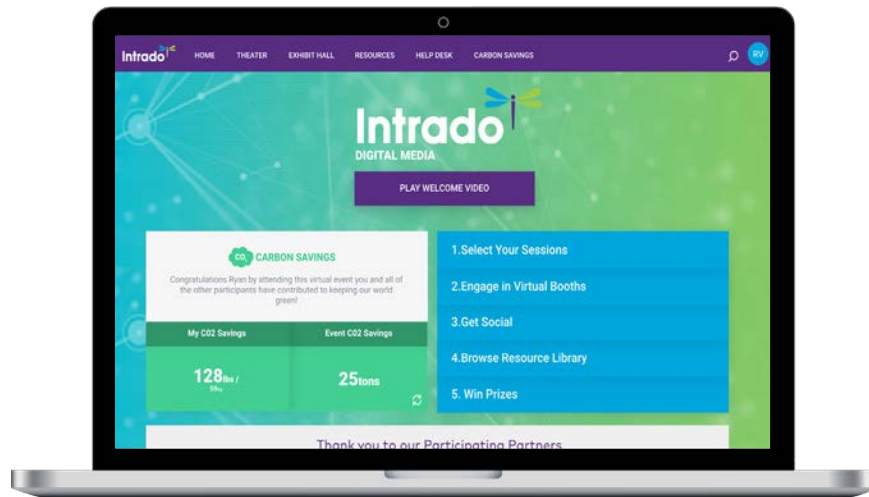 Intrado
HOME THEATER EXHIBIT HALL RESOURCES HELP DESK CARBON SAVINGS
RV
Intrado
DIGITAL MEDIA
PLAY WELCOME VIDEO
CO2 CARBON SAVINGS
Congratulations Ryan by attending this virtual event you and all of
the other participants have contributed to keeping our world
green!
My C02 Savings Event C02 Savings
128lbs /
25tons
1.Select Your Sessions
2.Engage in Virtual Booths
3.Get Social
4.Browse Resource Library
5. Win Prizes
Thank you to our Participating Partners